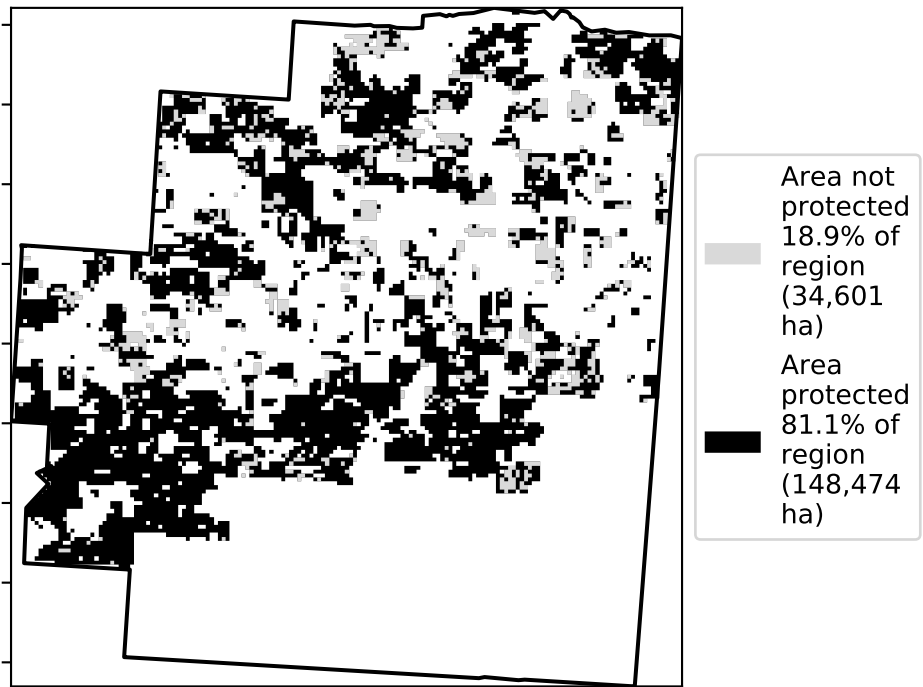 Area not
protected
18.9% of
region
(34,601
ha)
Area
protected
81.1% of
region
(148,474
ha)